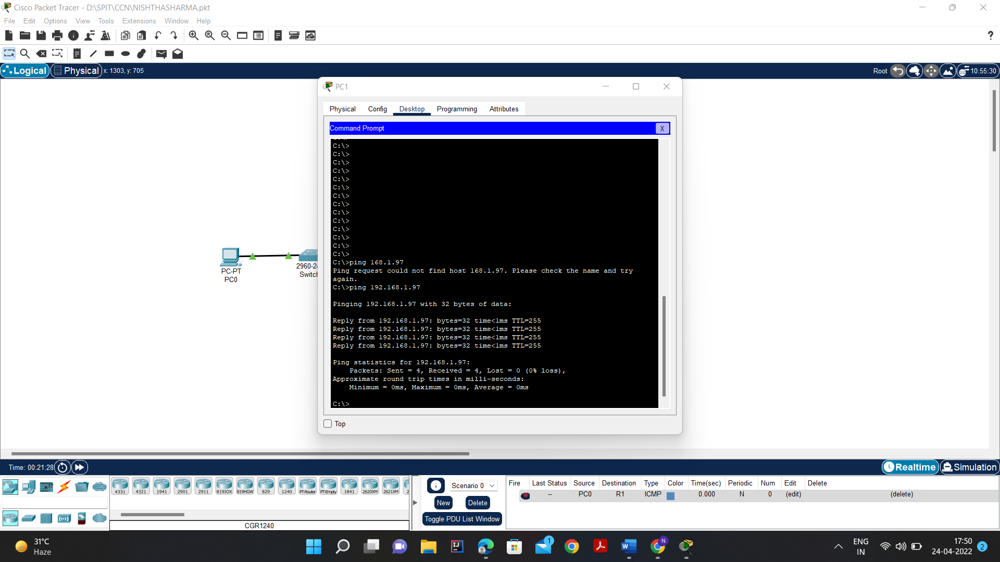 Cisco Packet Tracer - D:\SPIT\CCN\NISHTHASHARMA.pkt
File Edit Options View Tools Extensions Window Help
?
Logical Physical x: 1303, y: 705 Root 10:55:30
PC1
Physical Config Desktop Programming Attributes
Command Prompt X
C:\>
C:\>
C:\>
C:\>
C:\>
C:\>
C:\>
C:\>
C:\>
C:\>
C:\>
C:\>
C:\>
C:\>
C:\>ping 168.1.97
Ping request could not find host 168.1.97. Please check the name and try
again.
C:\>ping 192.168.1.97
Pinging 192.168.1.97 with 32 bytes of data:
Reply from 192.168.1.97: bytes=32 time<1ms TTL=255
Reply from 192.168.1.97: bytes=32 time<1ms TTL=255
Reply from 192.168.1.97: bytes=32 time<1ms TTL=255
Reply from 192.168.1.97: bytes=32 time<1ms TTL=255
Ping statistics for 192.168.1.97:
Packets: Sent = 4, Received = 4, Lost = 0 (0% loss),
Approximate round trip times in milli-seconds:
Minimum = 0ms, Maximum = 0ms, Average = 0ms
C:\>
Top
PC-PT
PC0
2960-24
Switch
Time: 00:21:28
Realtime Simulation
4331 4321 1941 2901 2911 819IOX 819HGW 829 1240 PT-Router PT-Empty 1841 2620XM 2621XM 2
CGR1240
Scenario 0
New Delete
Toggle PDU List Window
Fire Last Status Source Destination Type Color Time(sec) Periodic Num Edit Delete
-- PC0 R1 ICMP 0.000 N 0 (edit) (delete)
31°C
Haze
1
N
ENG
IN
17:50
24-04-2022
2